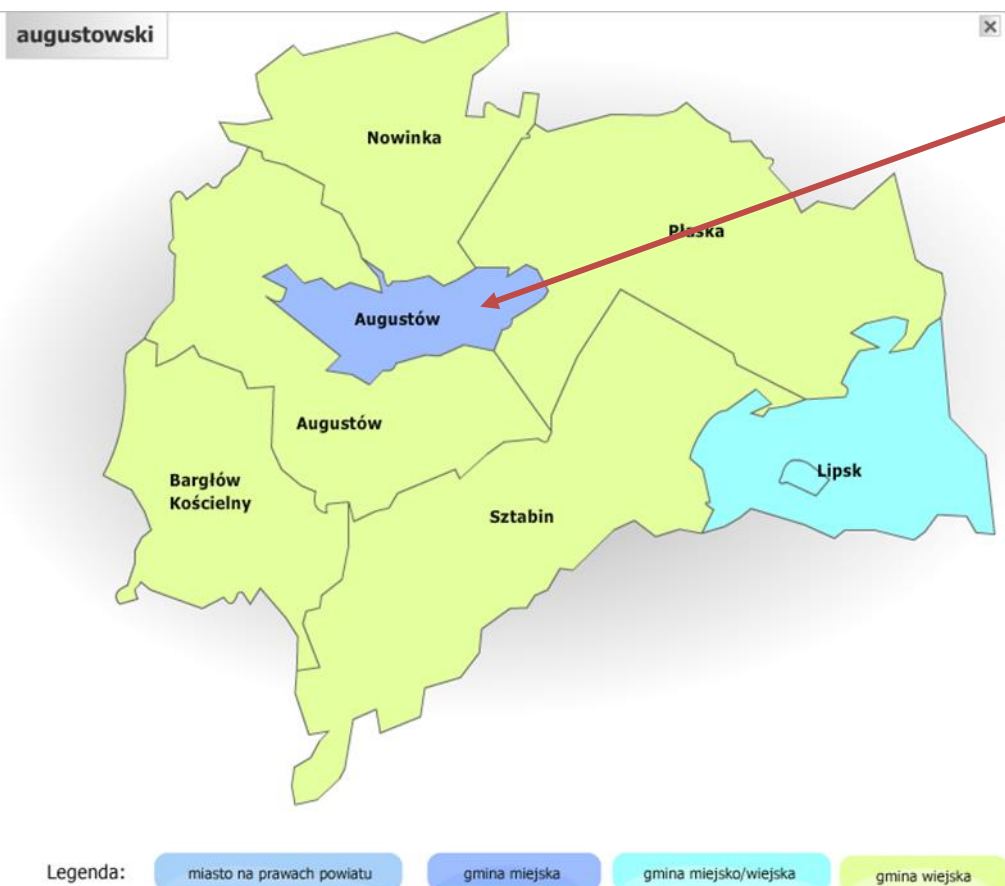 augustowski
Nowinka
Płaska
Augustów
Augustów
Bargłów
Kościelny
Lipsk
Sztabin
Legenda:
miasto na prawach powiatu
gmina miejska
gmina miejsko/wiejska
gmina wiejska